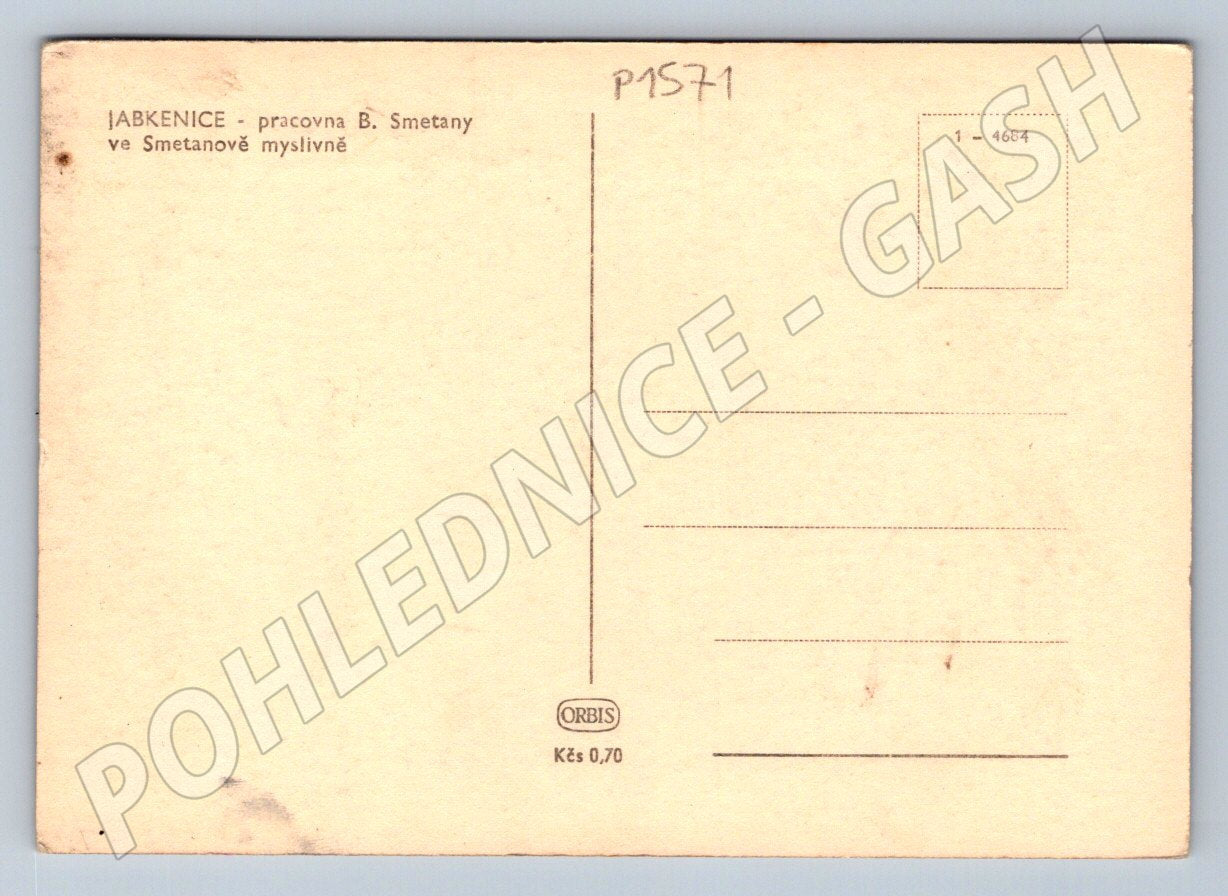 P1571
JABKENICE - pracovna B. Smetany
ve Smetanově myslivně
1 - 4684
POHLEDNICE - GASH
ORBIS
Kčs 0,70